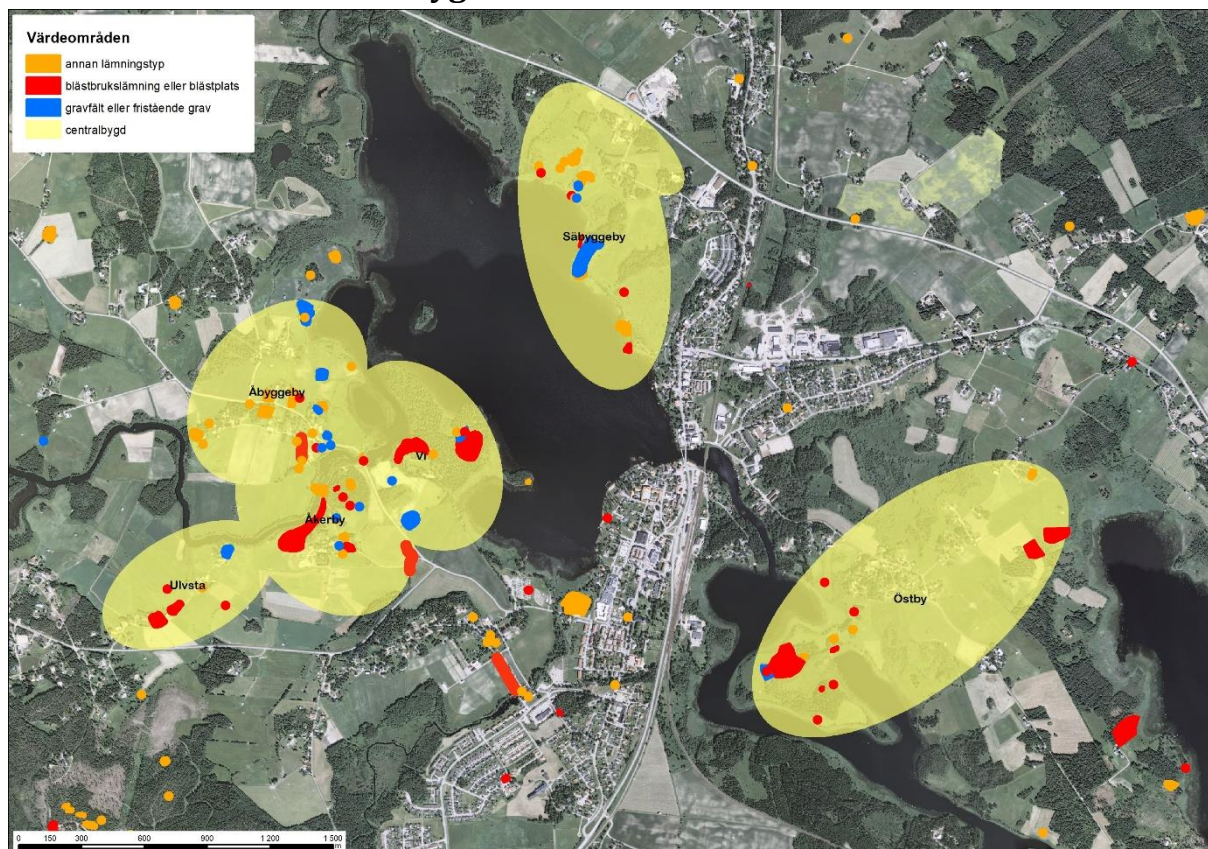 Värdeområden
annan lämningstyp
blästbrukslämning eller blästplats
gravfält eller fristående grav
centralbygd
Säbyggeby
Åbyggeby
Vi
Åkerby
Ulvsta
Östby
0 150 300 600 900 1 200 1 500
m